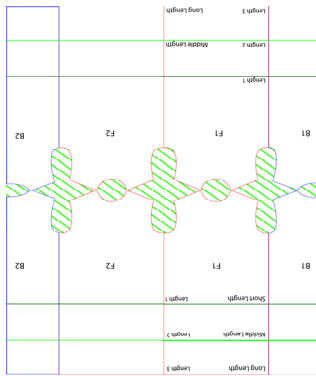 Long Length
Length 3
Middle Length
Length 2
Length 1
B2
F2
F1
B1
B2
F2
F1
B1
Length 1
Short Length
Length 2
Middle Length
Length 3
Long Length